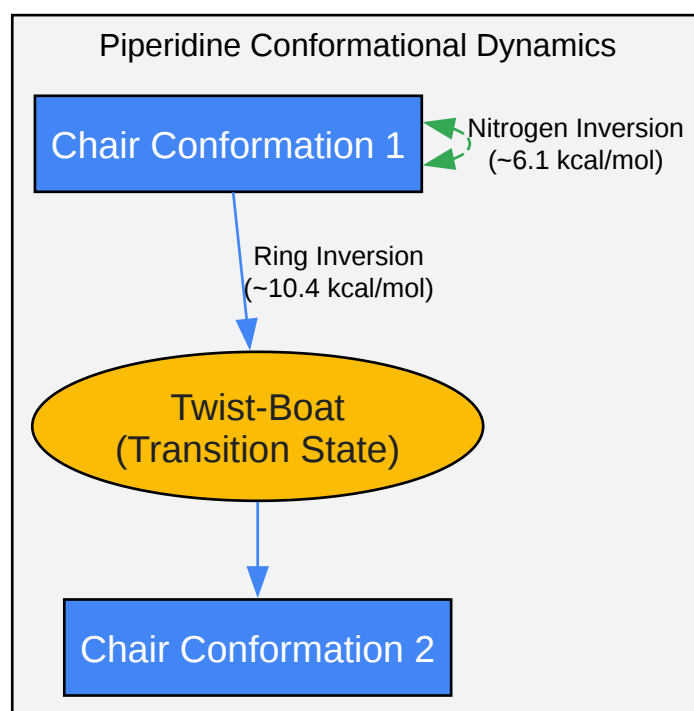 Piperidine Conformational Dynamics
Chair Conformation 1
Nitrogen Inversion
(~6.1 kcal/mol)
Ring Inversion
(~10.4 kcal/mol)
Twist-Boat
(Transition State)
Chair Conformation 2